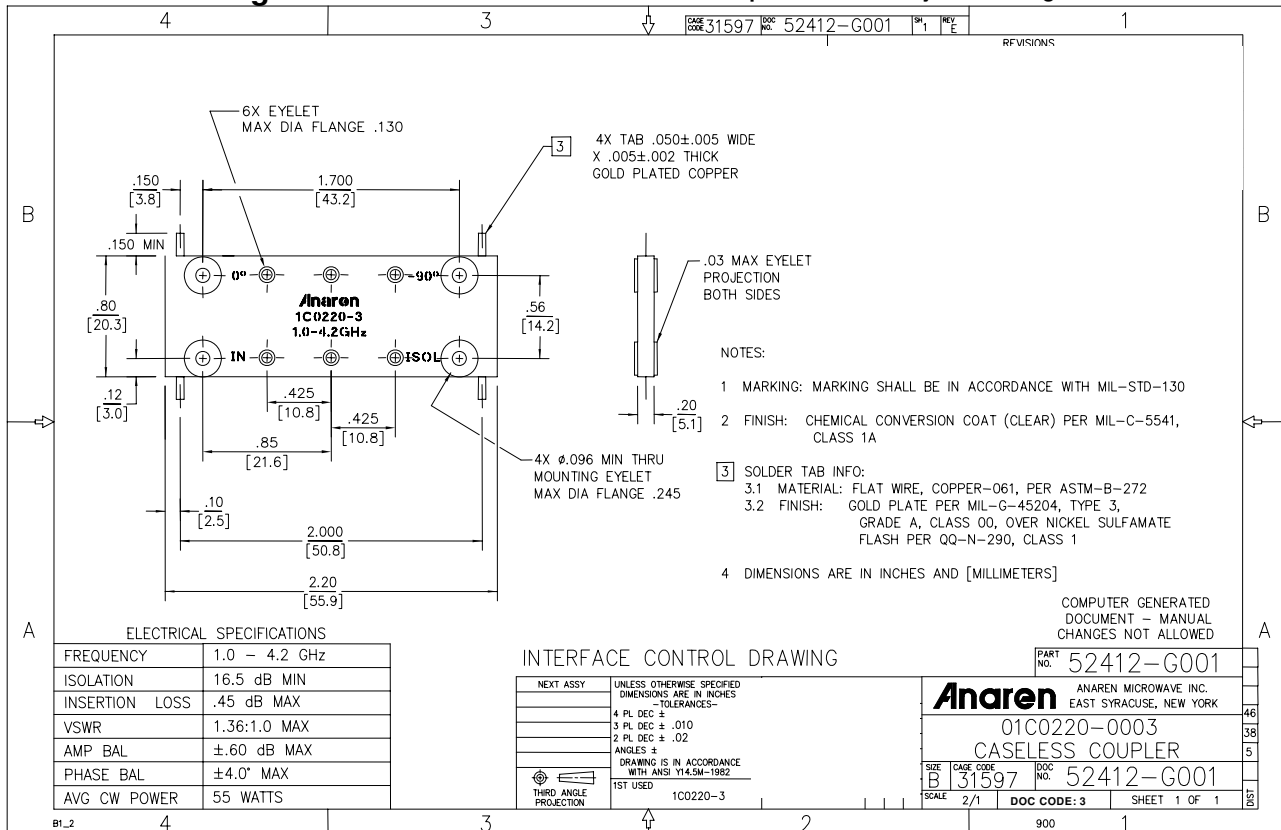 4
3
CAGE CODE 31597 DOC NO. 52412-G001 SH 1 REV E
1
REVISIONS
6X EYELET
MAX DIA FLANGE .130
3
4X TAB .050±.005 WIDE
X .005±.002 THICK
GOLD PLATED COPPER
.150
[3.8]
1.700
[43.2]
B
B
.150 MIN
0°
-90°
.03 MAX EYELET
PROJECTION
BOTH SIDES
Anaren
1C0220-3
1.0-4.2GHz
.80
[20.3]
.56
[14.2]
IN
ISOL
.12
[3.0]
.425
[10.8]
.425
[10.8]
.85
[21.6]
.20
[5.1]
4X ø.096 MIN THRU
MOUNTING EYELET
MAX DIA FLANGE .245
.10
[2.5]
2.000
[50.8]
2.20
[55.9]
NOTES:
1 MARKING: MARKING SHALL BE IN ACCORDANCE WITH MIL-STD-130
2 FINISH: CHEMICAL CONVERSION COAT (CLEAR) PER MIL-C-5541,
CLASS 1A
3 SOLDER TAB INFO:
3.1 MATERIAL: FLAT WIRE, COPPER-061, PER ASTM-B-272
3.2 FINISH: GOLD PLATE PER MIL-G-45204, TYPE 3,
GRADE A, CLASS 00, OVER NICKEL SULFAMATE
FLASH PER QQ-N-290, CLASS 1
4 DIMENSIONS ARE IN INCHES AND [MILLIMETERS]
COMPUTER GENERATED
DOCUMENT - MANUAL
CHANGES NOT ALLOWED
A
A
ELECTRICAL SPECIFICATIONS
FREQUENCY 1.0 - 4.2 GHz
ISOLATION 16.5 dB MIN
INSERTION LOSS .45 dB MAX
VSWR 1.36:1.0 MAX
AMP BAL ±.60 dB MAX
PHASE BAL ±4.0° MAX
AVG CW POWER 55 WATTS
INTERFACE CONTROL DRAWING
PART NO. 52412-G001
NEXT ASSY
UNLESS OTHERWISE SPECIFIED
DIMENSIONS ARE IN INCHES
-TOLERANCES-
4 PL DEC ±
3 PL DEC ± .010
2 PL DEC ± .02
ANGLES ±
DRAWING IS IN ACCORDANCE
WITH ANSI Y14.5M-1982
THIRD ANGLE
PROJECTION
1ST USED
1C0220-3
Anaren
ANAREN MICROWAVE INC.
EAST SYRACUSE, NEW YORK
01C0220-0003
CASELESS COUPLER
SIZE B CAGE CODE 31597 DOC NO. 52412-G001
SCALE 2/1 DOC CODE: 3 SHEET 1 OF 1
46
38
5
DIST
B1_2
4
3
2
900
1